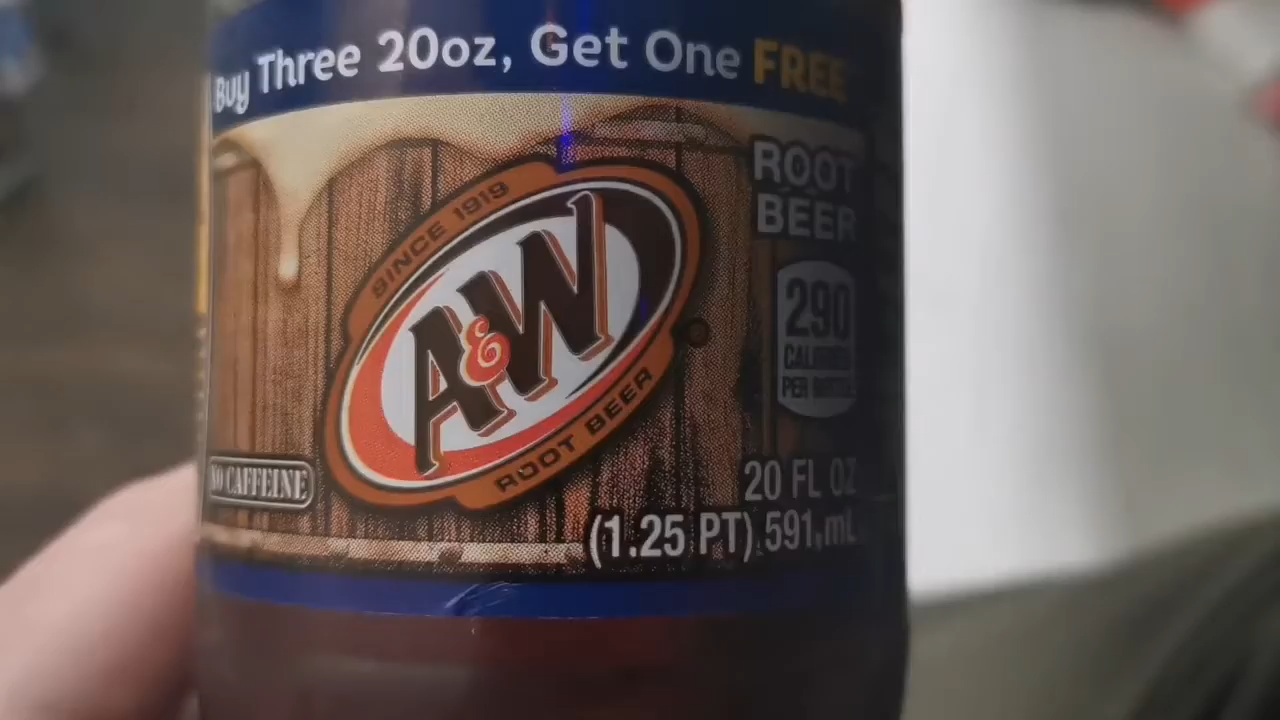 Buy Three 20oz, Get One FREE
ROOT
BEER
SINCE 1919
A&W
ROOT BEER
290
CALORIES
PER BOTTLE
NO CAFFEINE
20 FL OZ
(1.25 PT) 591 mL